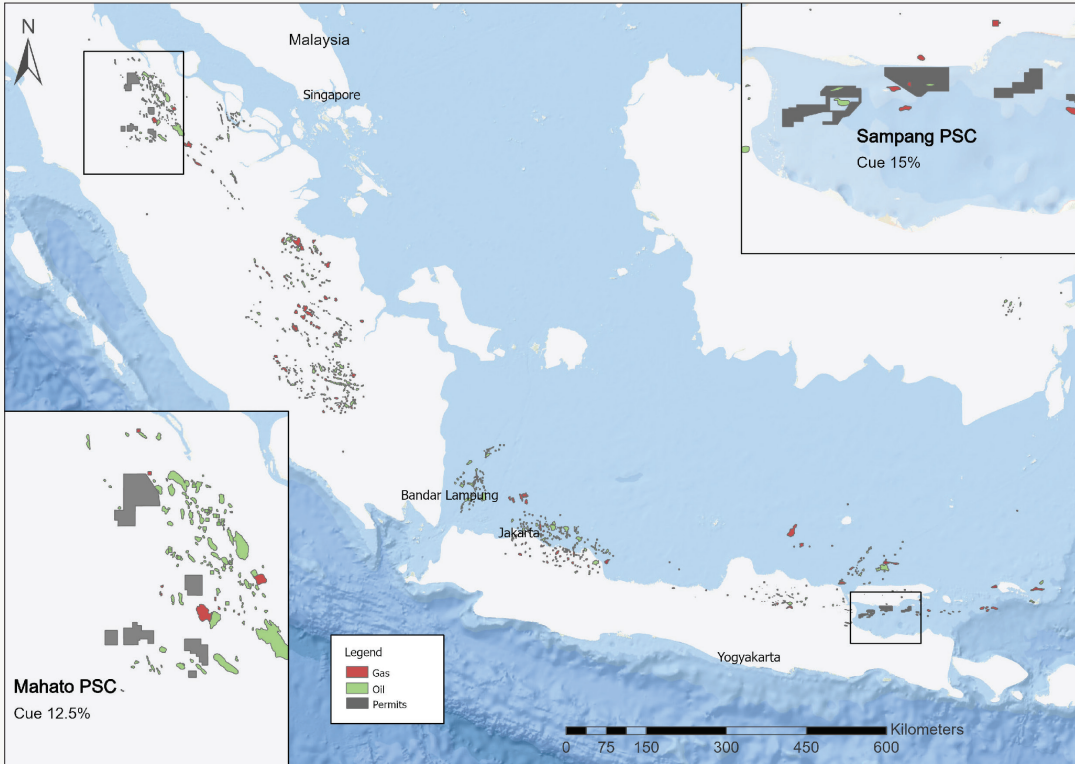 N
Malaysia
Singapore
Sampang PSC
Cue 15%
Bandar Lampung
Jakarta
Yogyakarta
Mahato PSC
Cue 12.5%
Legend
Gas
Oil
Permits
Kilometers
0 75 150 300 450 600